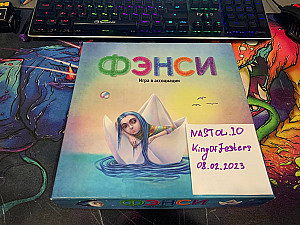 ФЭНСИ
Игра в ассоциации
NASTOL.IO
KingOfJesters
08.02.2023